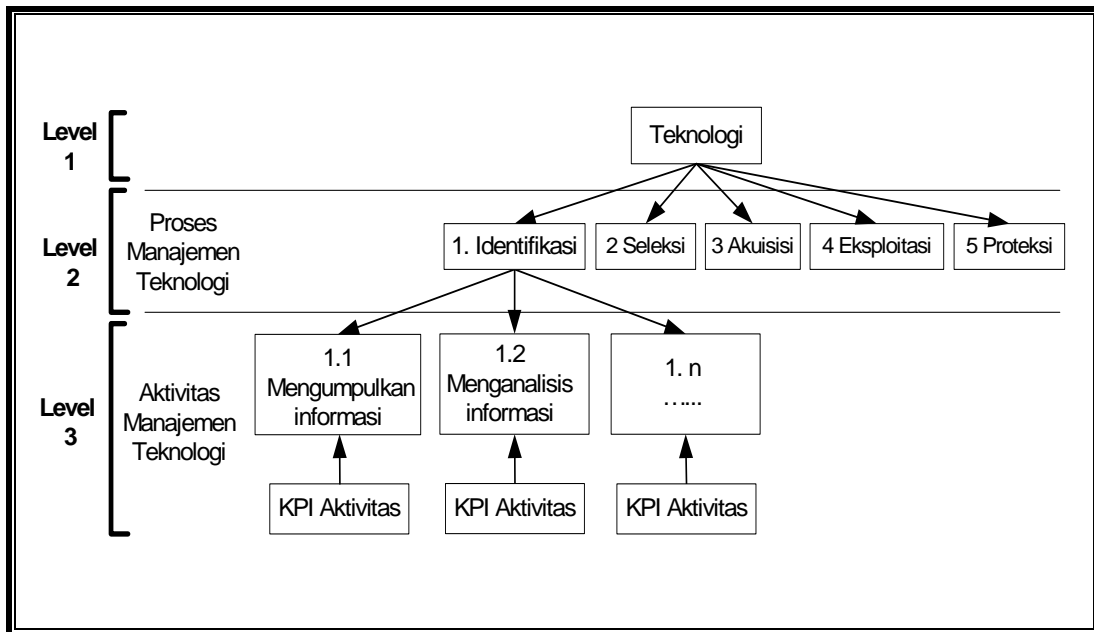 Level
1
Teknologi
Level
2
Proses
Manajemen
Teknologi
1. Identifikasi
2 Seleksi
3 Akuisisi
4 Eksploitasi
5 Proteksi
Level
3
Aktivitas
Manajemen
Teknologi
1.1
Mengumpulkan
informasi
1.2
Menganalisis
informasi
1. n
…...
KPI Aktivitas
KPI Aktivitas
KPI Aktivitas